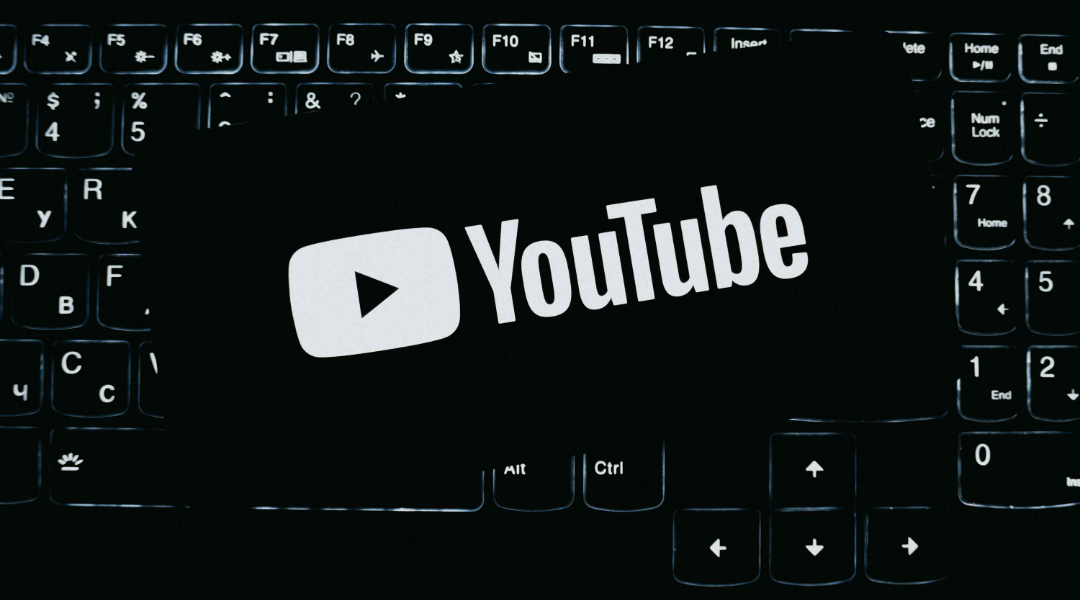 F4 F5 F6 F7 F8 F9 F10 F11 F12 Insert Home End
№ $ ; % : & ? * Num ÷
Lock
4 5
E R 7 8
У К Home
YouTube
D F 4 5
В
C 1 2
Ч С End
Alt Ctrl 0